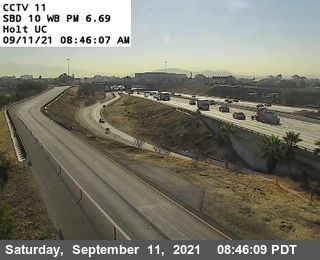 CCTV 11
SBD 10 WB PM 6.69
Holt UC
09/11/21 08:46:07 AM
Saturday, September 11, 2021 08:46:09 PDT